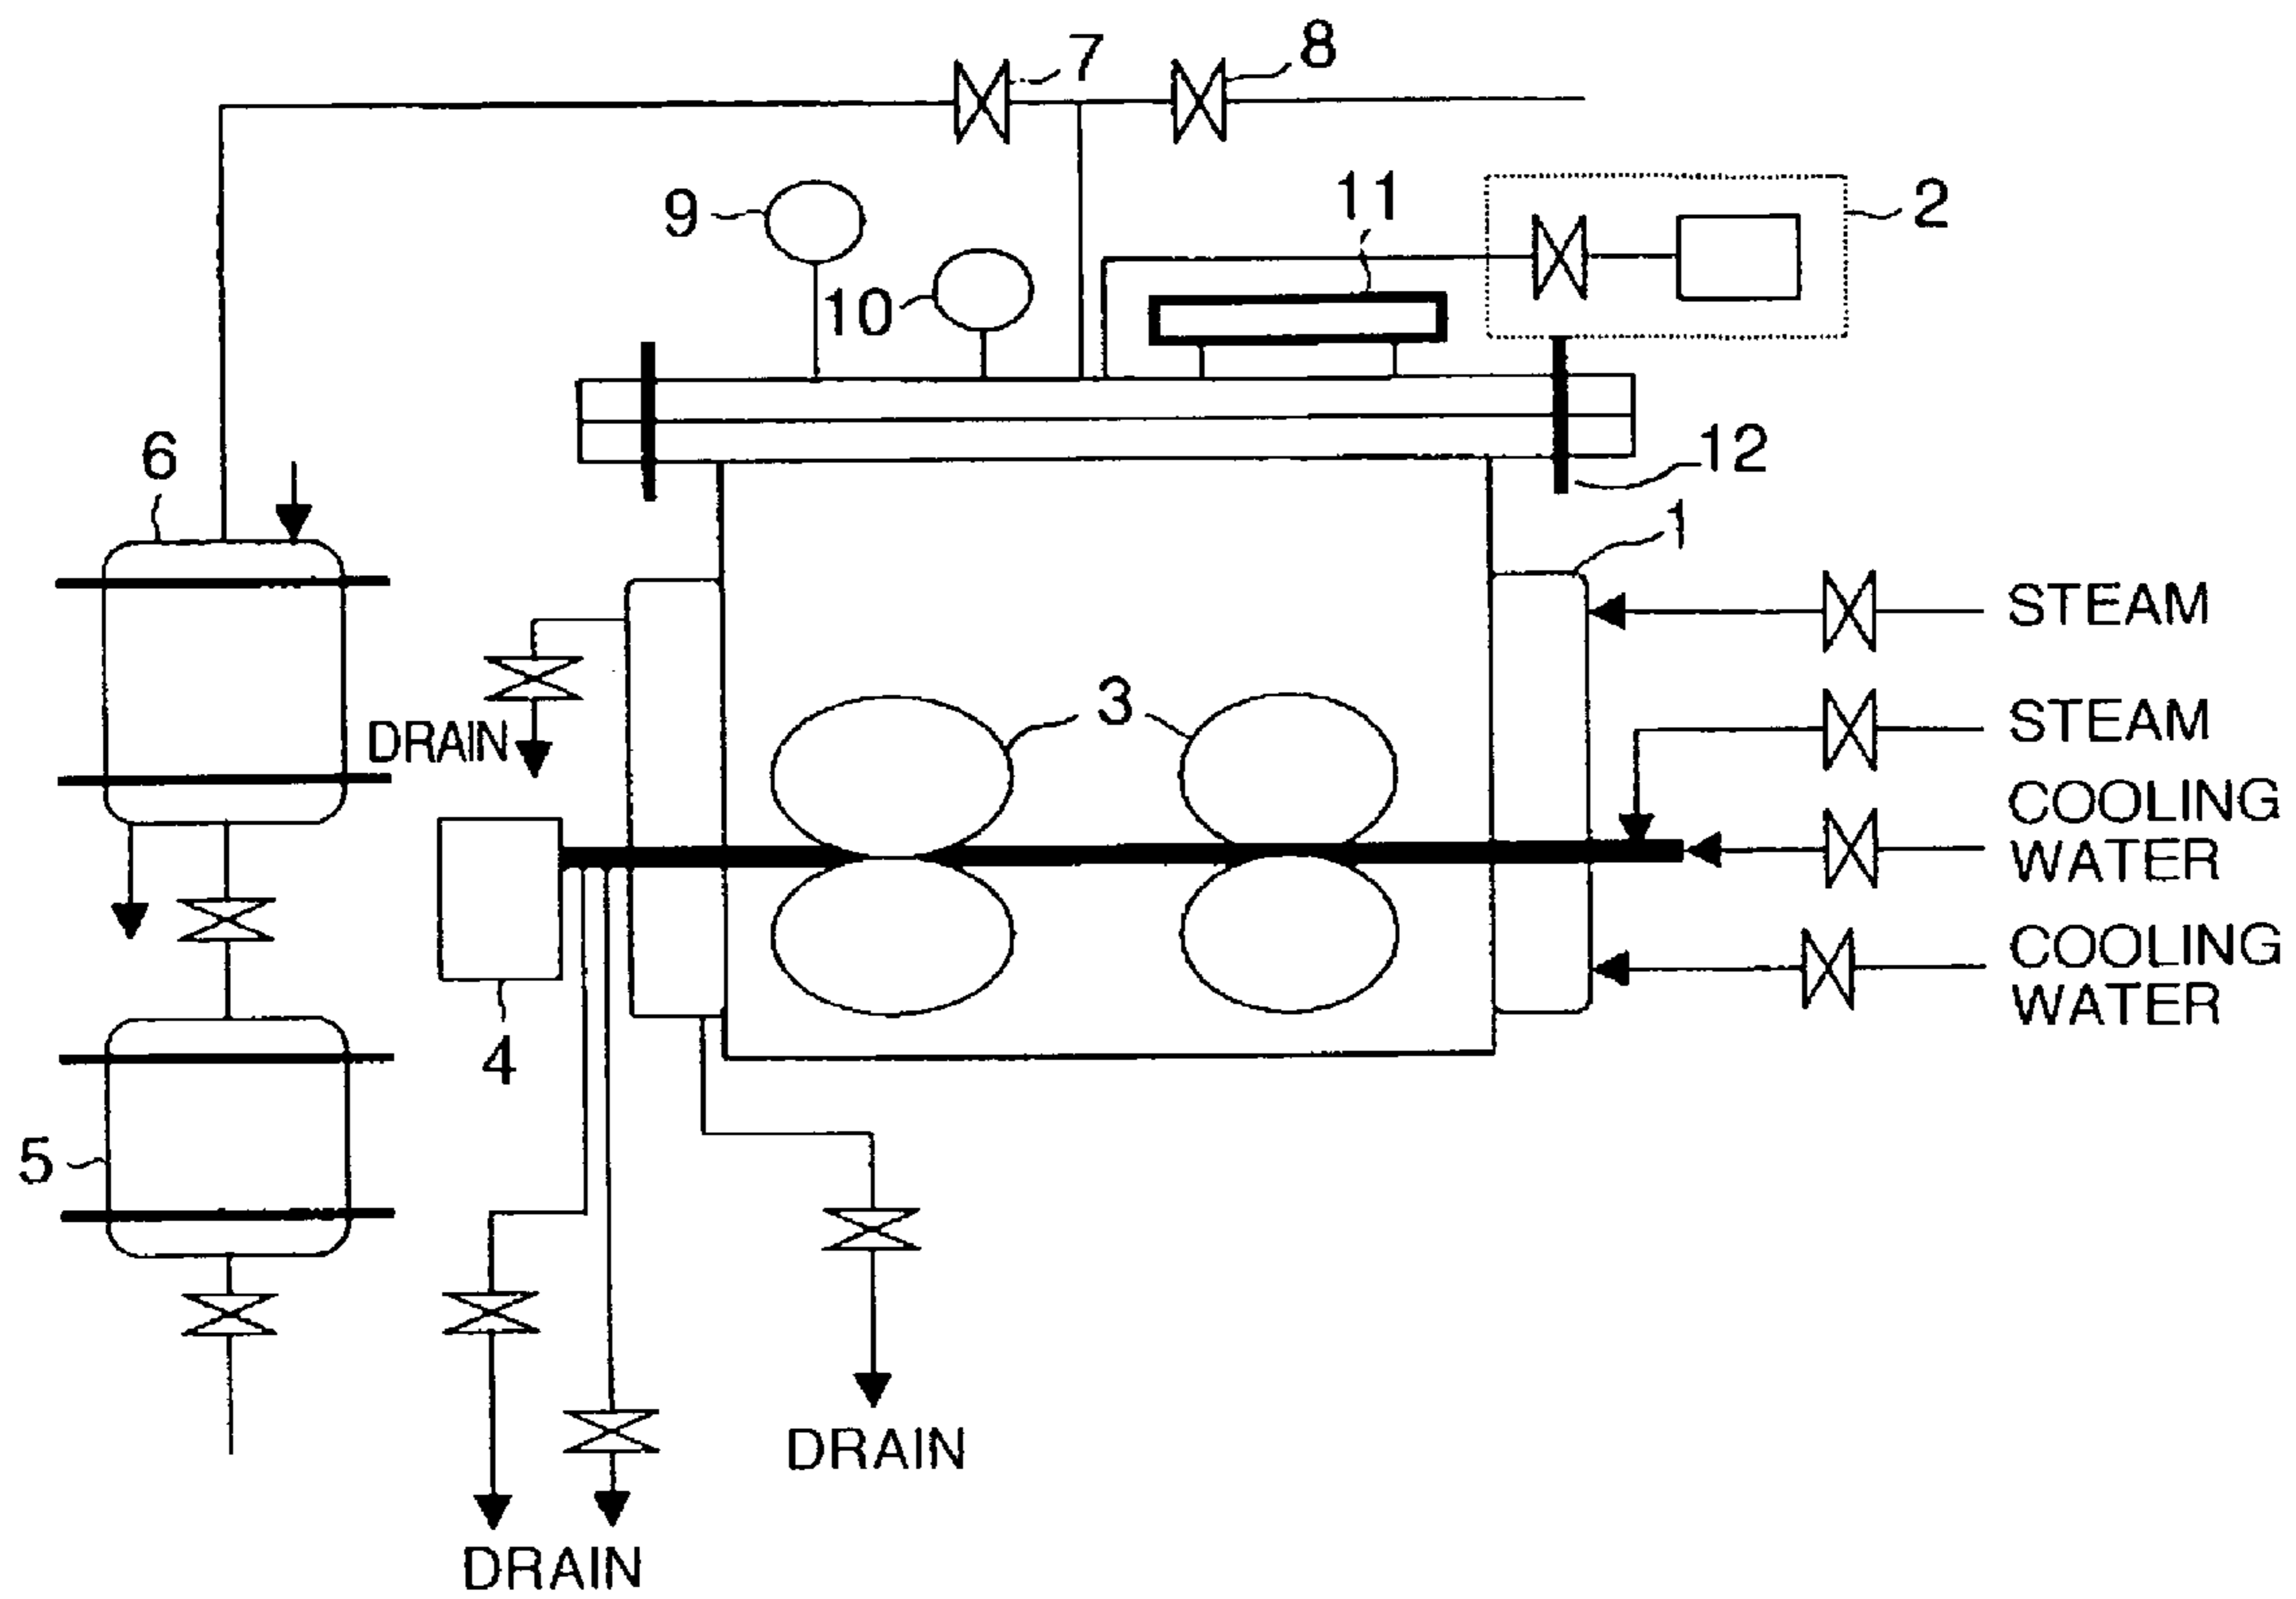 7
8
9
11
2
10
6
12
1
STEAM
3
STEAM
DRAIN
COOLING
WATER
COOLING
WATER
4
5
DRAIN
DRAIN